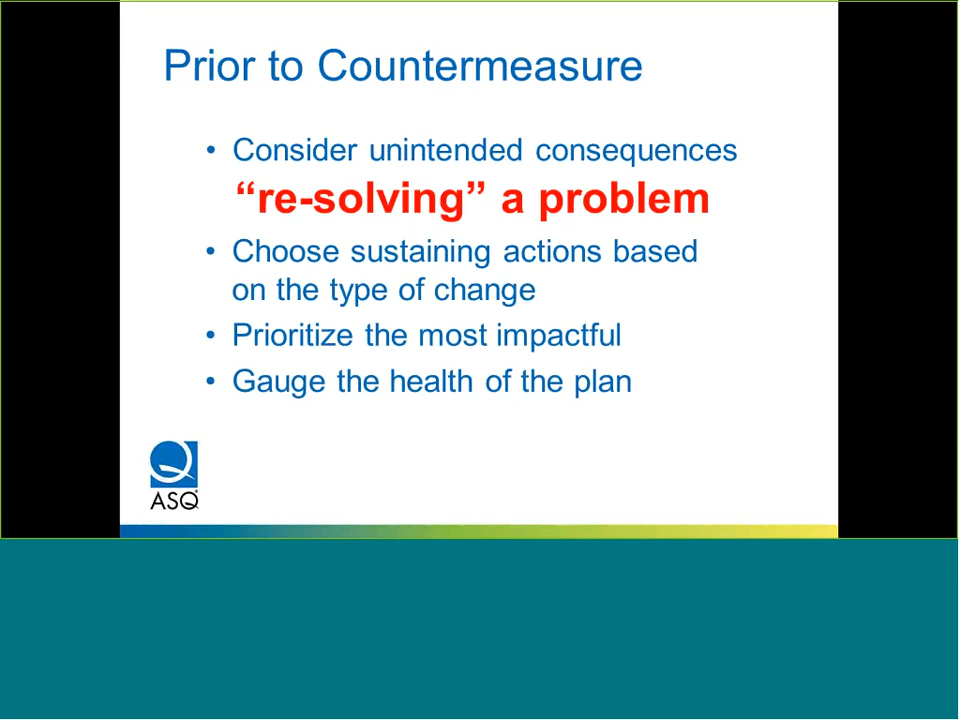 Prior to Countermeasure
• Consider unintended consequences
“re-solving” a problem
• Choose sustaining actions based
on the type of change
• Prioritize the most impactful
• Gauge the health of the plan
ASQ